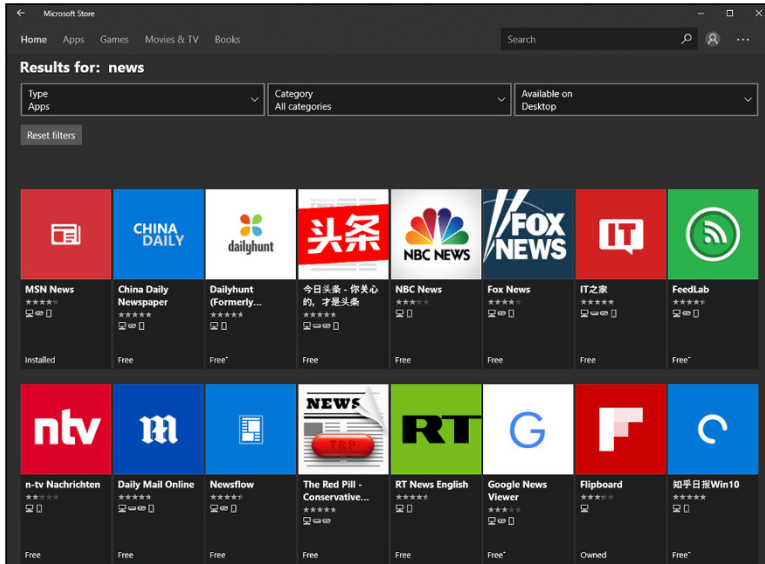 Microsoft Store
Home Apps Games Movies & TV Books Search
Results for: news
Type
Apps
Category
All categories
Available on
Desktop
Reset filters
CHINA
DAILY
dailyhunt
头条
NBC NEWS
FOX
NEWS
IT
MSN News
China Daily
Newspaper
Dailyhunt
(Formerly...
今日头条 - 你关心
的, 才是头条
NBC News
Fox News
IT之家
FeedLab
Installed Free Free+ Free Free Free Free Free+
ntv
m
NEWS
TRP
RT
G
n-tv Nachrichten
Daily Mail Online
Newsflow
The Red Pill -
Conservative...
RT News English
Google News
Viewer
Flipboard
知乎日报Win10
Free Free Free Free Free Free+ Owned Free+